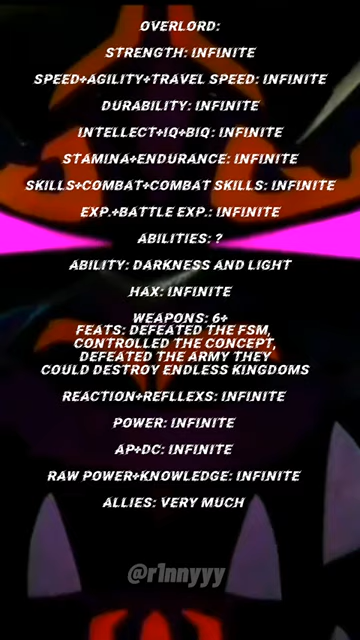 OVERLORD:
STRENGTH: INFINITE
SPEED+AGILITY+TRAVEL SPEED: INFINITE
DURABILITY: INFINITE
INTELLECT+IQ+BIQ: INFINITE
STAMINA+ENDURANCE: INFINITE
SKILLS+COMBAT+COMBAT SKILLS: INFINITE
EXP.+BATTLE EXP.: INFINITE
ABILITIES: ?
ABILITY: DARKNESS AND LIGHT
HAX: INFINITE
WEAPONS: 6+
FEATS: DEFEATED THE FSM,
CONTROLLED THE CONCEPT,
DEFEATED THE ARMY THEY
COULD DESTROY ENDLESS KINGDOMS
REACTION+REFLLEXS: INFINITE
POWER: INFINITE
AP+DC: INFINITE
RAW POWER+KNOWLEDGE: INFINITE
ALLIES: VERY MUCH
@r1nnyyy